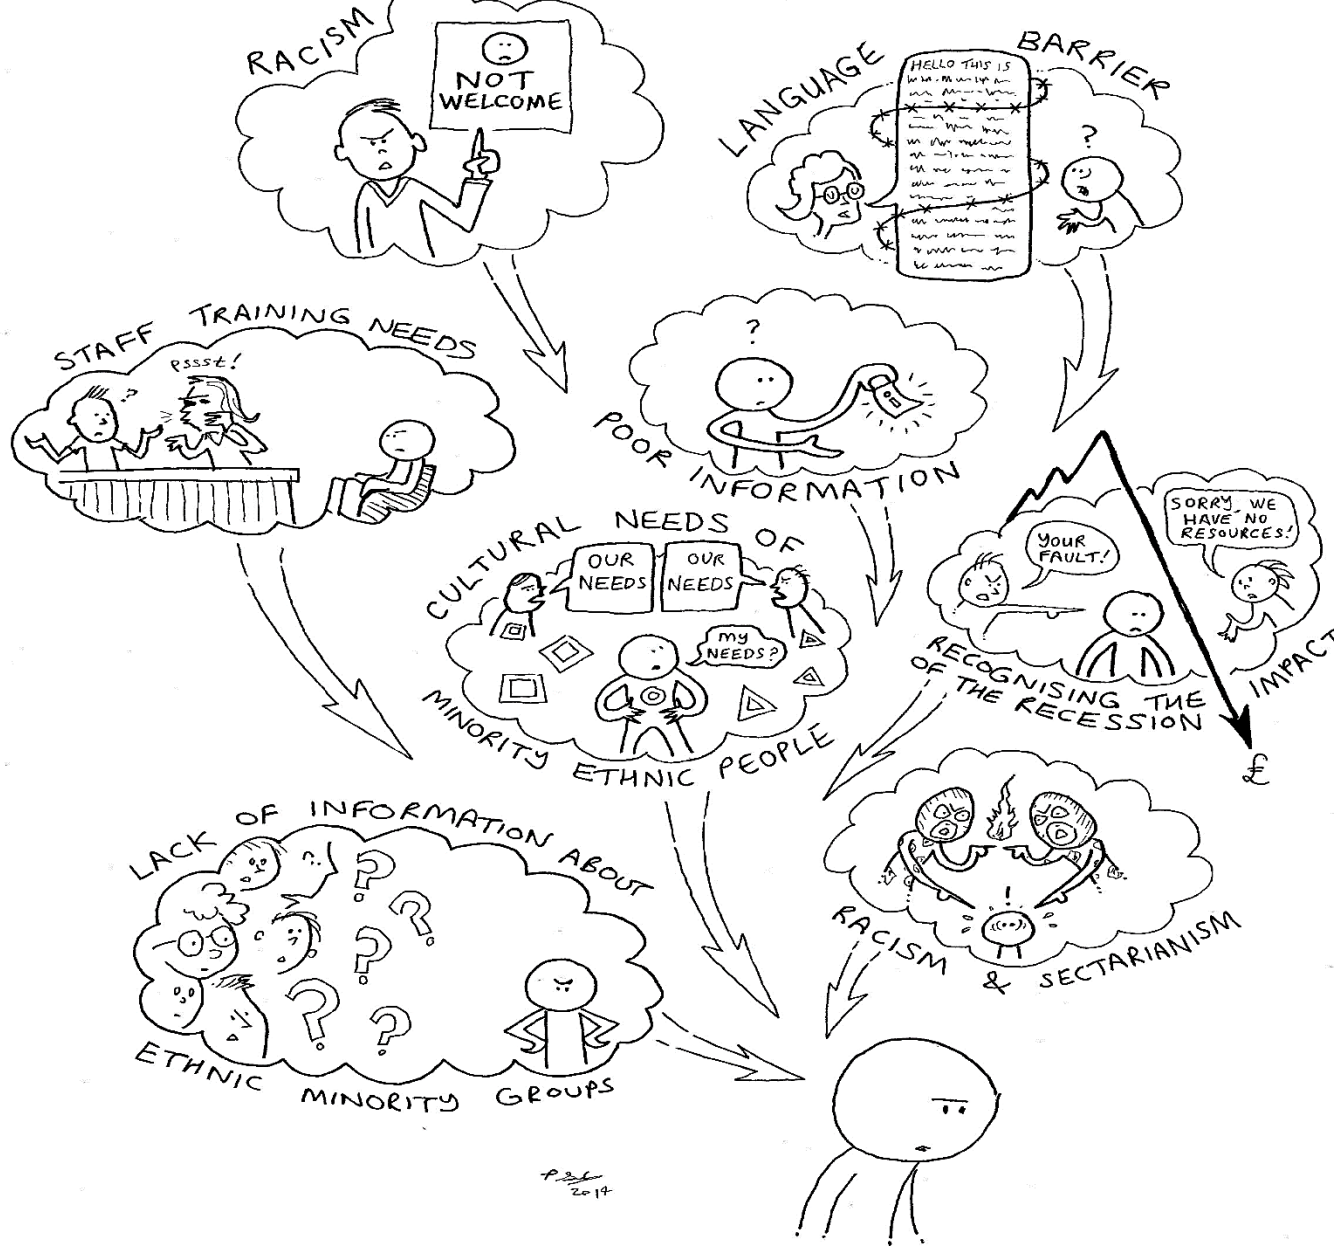 RACISM
NOT
WELCOME
LANGUAGE
BARRIER
HELLO THIS IS
?
STAFF TRAINING NEEDS
?
pssst!
?
POOR INFORMATION
CULTURAL NEEDS OF
OUR
NEEDS
OUR
NEEDS
MY
NEEDS?
MINORITY ETHNIC PEOPLE
YOUR
FAULT!
SORRY WE
HAVE NO
RESOURCES!
RECOGNISING THE IMPACT
OF THE RECESSION
£
LACK OF INFORMATION ABOUT
? ? ? ? ?
ETHNIC MINORITY GROUPS
!
RACISM & SECTARIANISM
2014